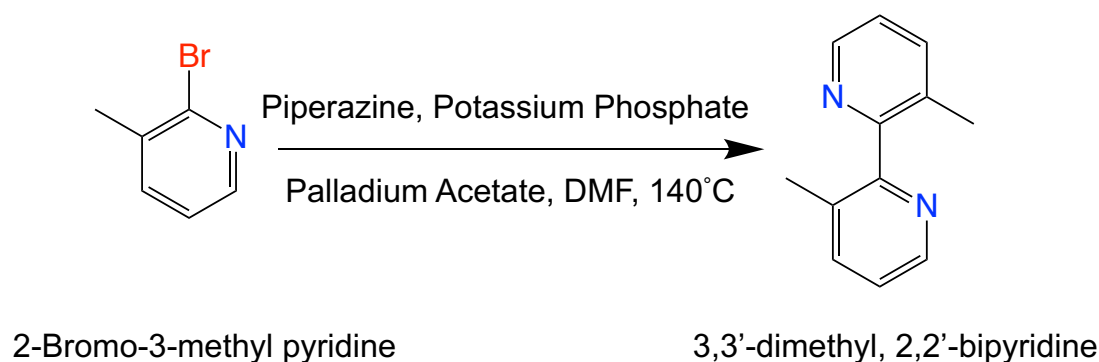 Br
N
Piperazine, Potassium Phosphate
Palladium Acetate, DMF, 140°C
N
N
2-Bromo-3-methyl pyridine
3,3’-dimethyl, 2,2’-bipyridine